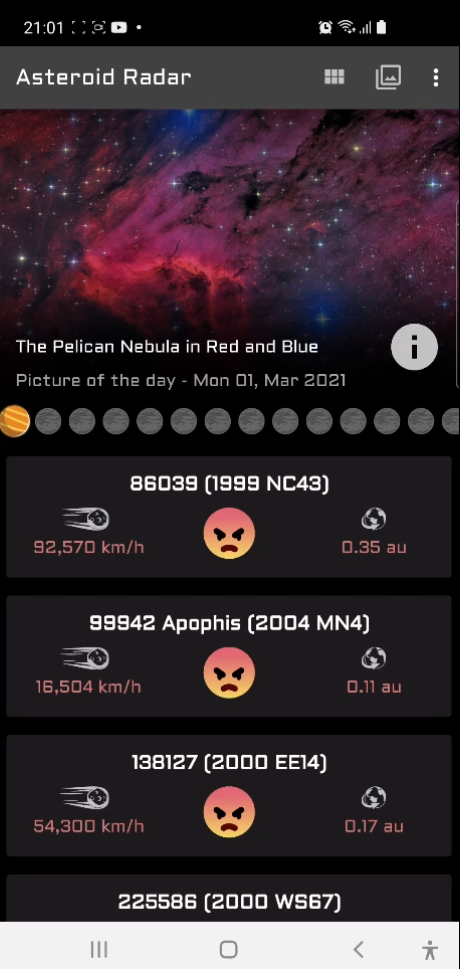 21:01
Asteroid Radar
The Pelican Nebula in Red and Blue
Picture of the day - Mon 01, Mar 2021
86039 (1999 NC43)
92,570 km/h
0.35 au
99942 Apophis (2004 MN4)
16,504 km/h
0.11 au
138127 (2000 EE14)
54,300 km/h
0.17 au
225586 (2000 WS67)